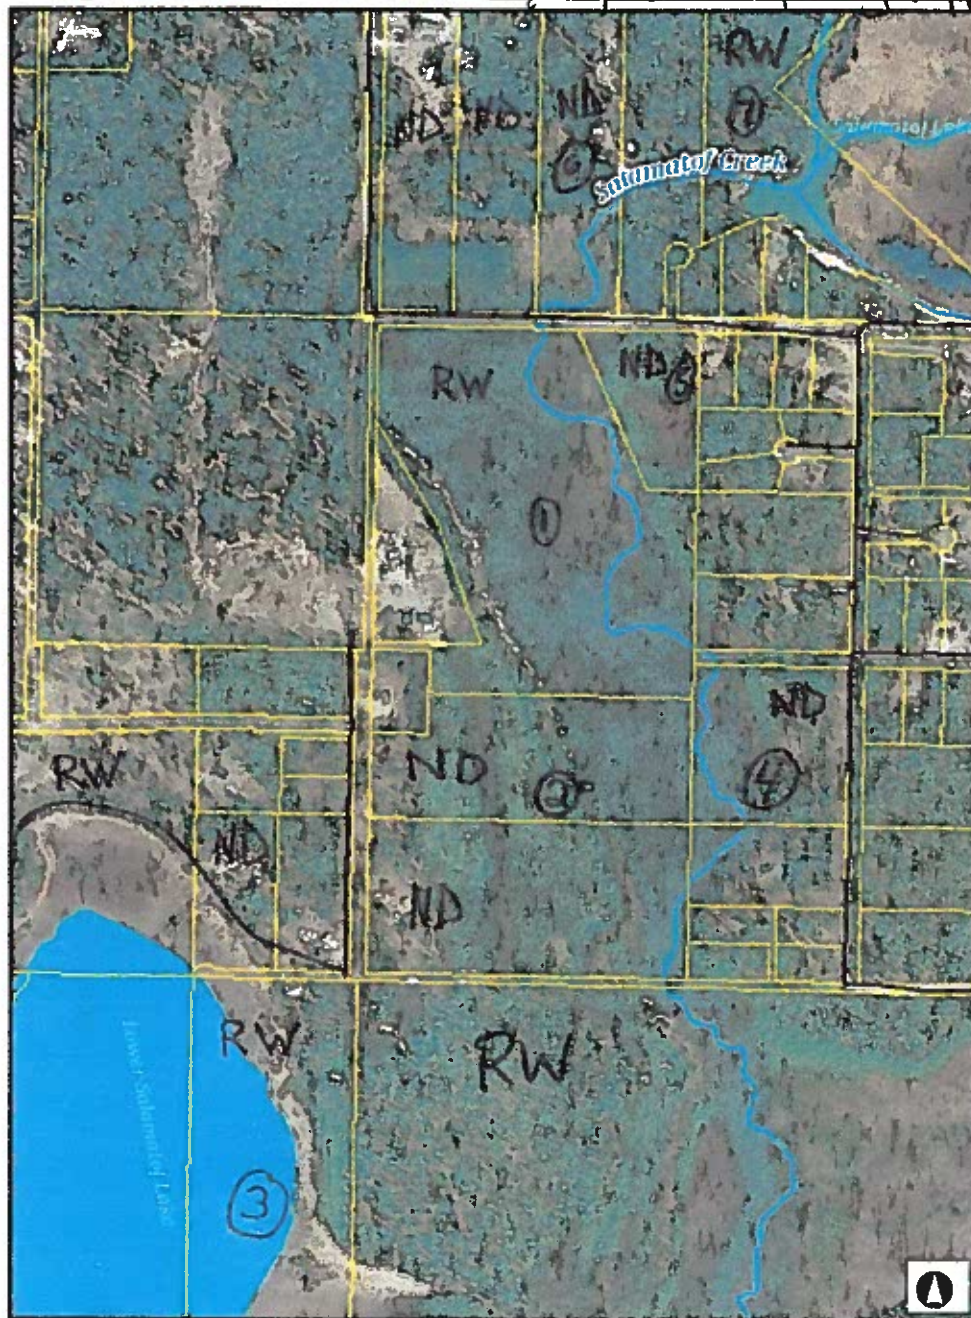 RW
7
ND ND ND
6
Salamatof Creek
RW
ND 5
1
ND
RW
ND
2
4
ND
ND
RW
RW
Lower Salamatof Lake
3